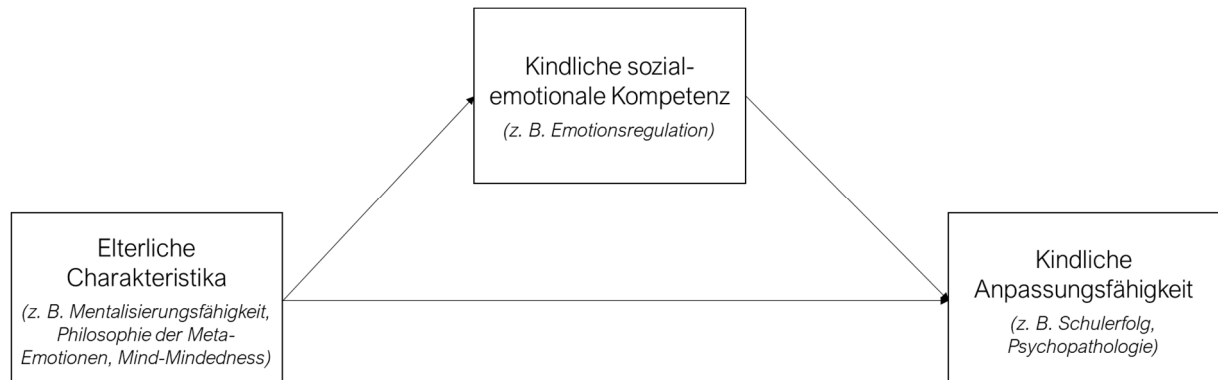 Kindliche sozial-
emotionale Kompetenz
(z. B. Emotionsregulation)
Elterliche
Charakteristika
(z. B. Mentalisierungsfähigkeit,
Philosophie der Meta-
Emotionen, Mind-Mindedness)
Kindliche
Anpassungsfähigkeit
(z. B. Schulerfolg,
Psychopathologie)